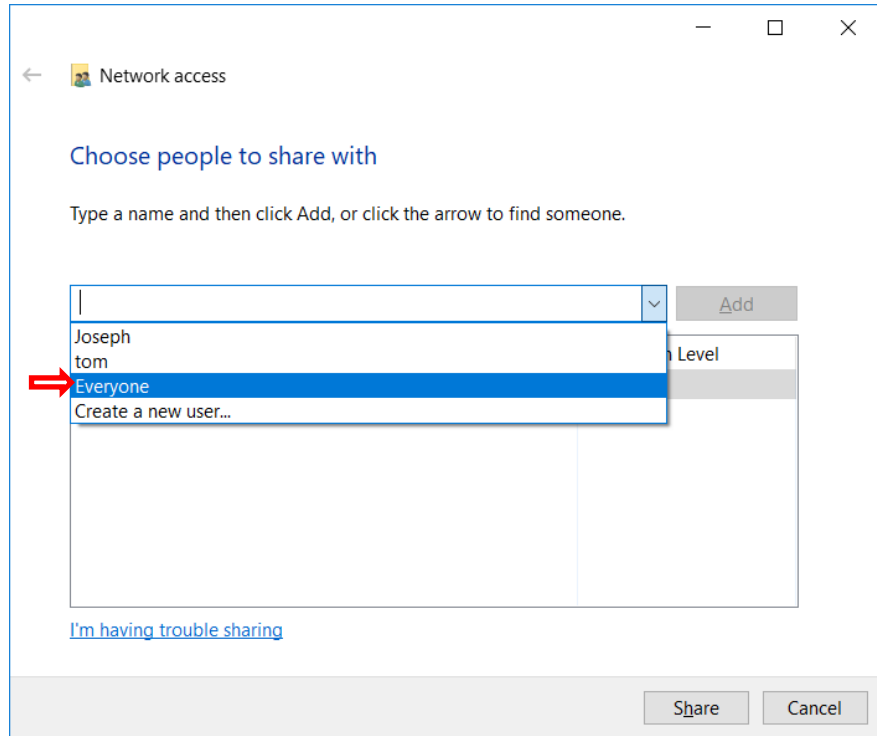 Network access
Choose people to share with
Type a name and then click Add, or click the arrow to find someone.
Add
Joseph
tom
Level
Everyone
Create a new user...
I'm having trouble sharing
Share
Cancel